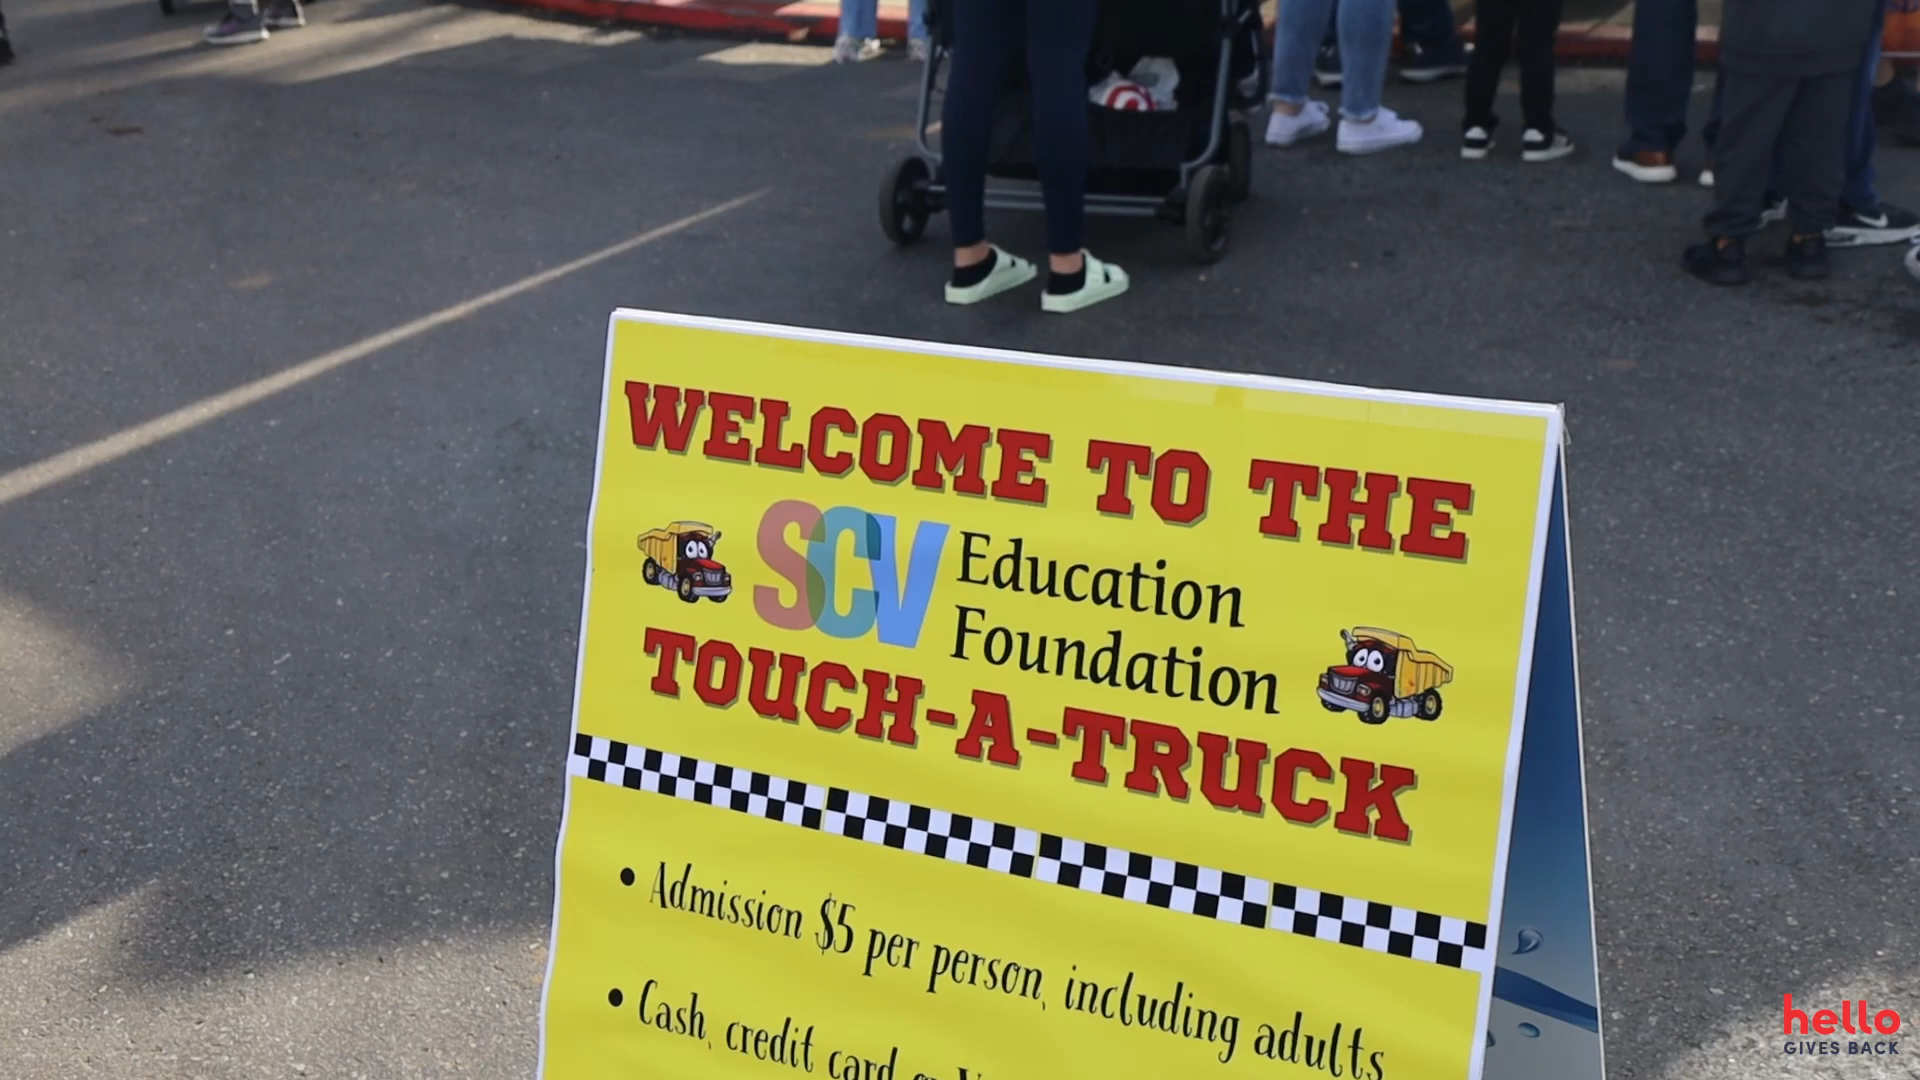 WELCOME TO THE
SCV Education
Foundation
TOUCH-A-TRUCK
• Admission $5 per person, including adults
• Cash, credit card
hello
GIVES BACK